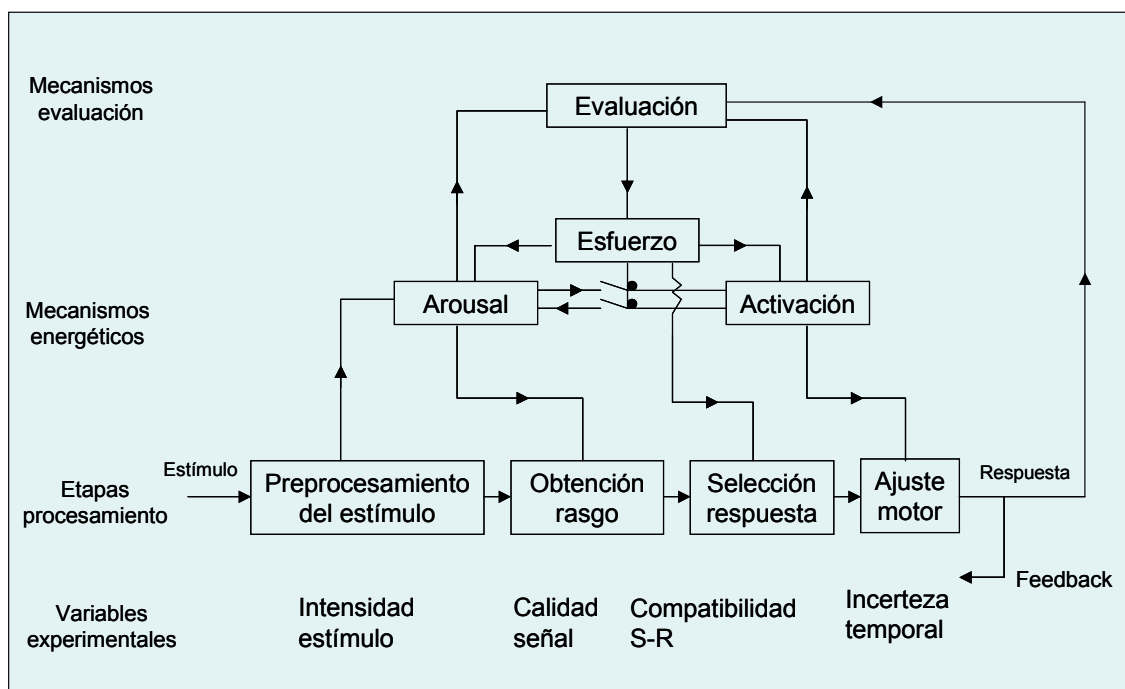 Mecanismos
evaluación
Evaluación
Esfuerzo
Mecanismos
energéticos
Arousal
Activación
Etapas
procesamiento
Estímulo
Preprocesamiento
del estímulo
Obtención
rasgo
Selección
respuesta
Ajuste
motor
Respuesta
Feedback
Variables
experimentales
Intensidad
estímulo
Calidad
señal
Compatibilidad
S-R
Incerteza
temporal